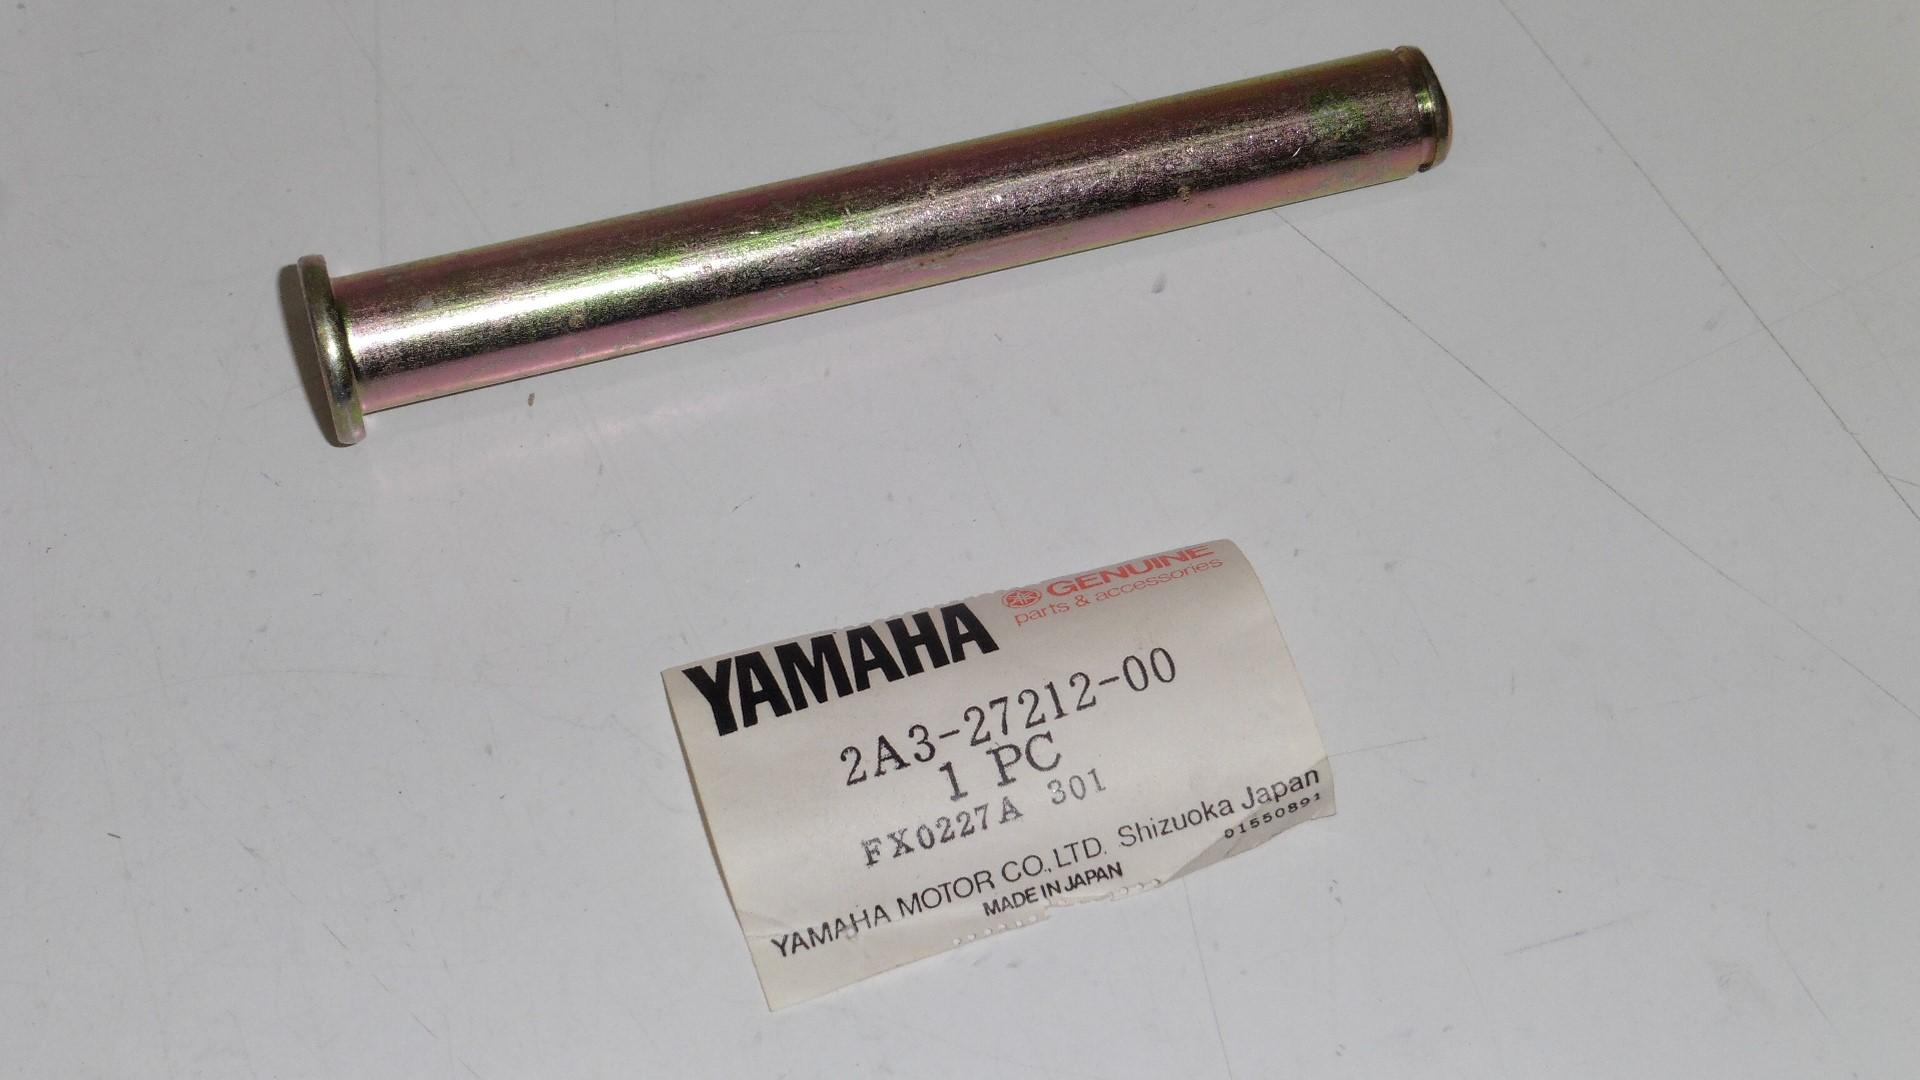 YAMAHA
GENUINE
parts & accessories
2A3-27212-00
1 PC
FX0227A 301
YAMAHA MOTOR CO.,LTD. Shizuoka Japan
MADE IN JAPAN
01550892